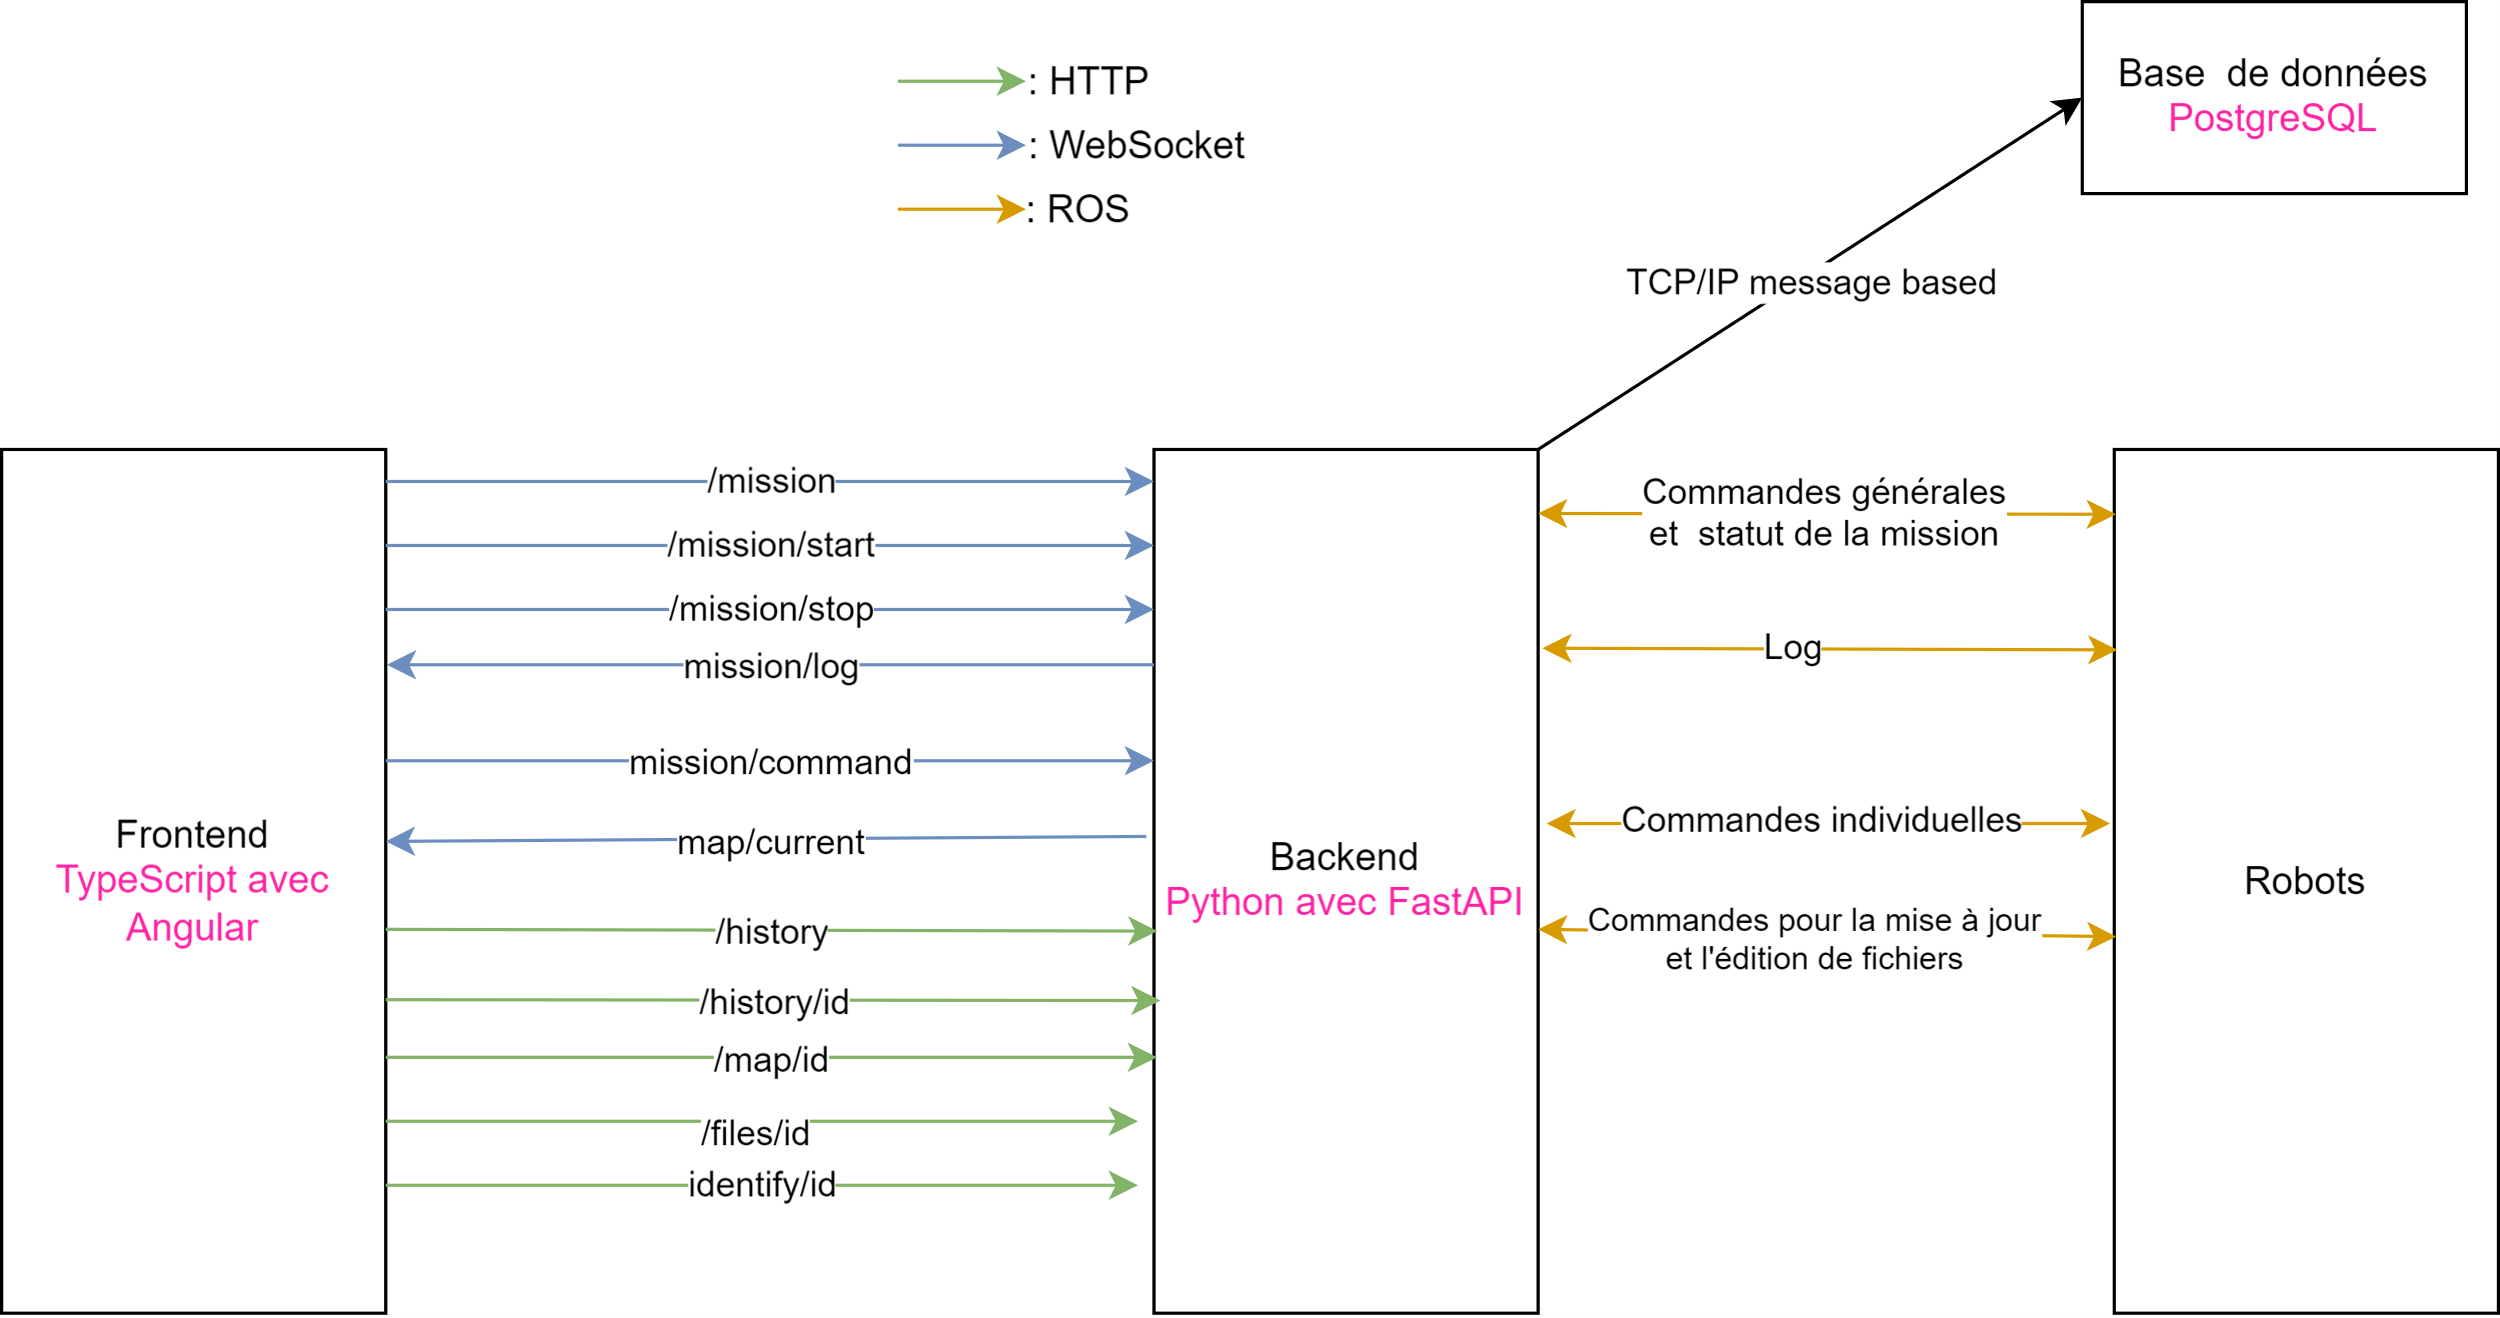 : HTTP
: WebSocket
: ROS
Base  de données
PostgreSQL
TCP/IP message based
/mission
/mission/start
/mission/stop
mission/log
mission/command
map/current
/history
/history/id
/map/id
/files/id
identify/id
Frontend
TypeScript avec
Angular
Backend
Python avec FastAPI
Commandes générales
et  statut de la mission
Log
Commandes individuelles
Commandes pour la mise à jour
et l'édition de fichiers
Robots